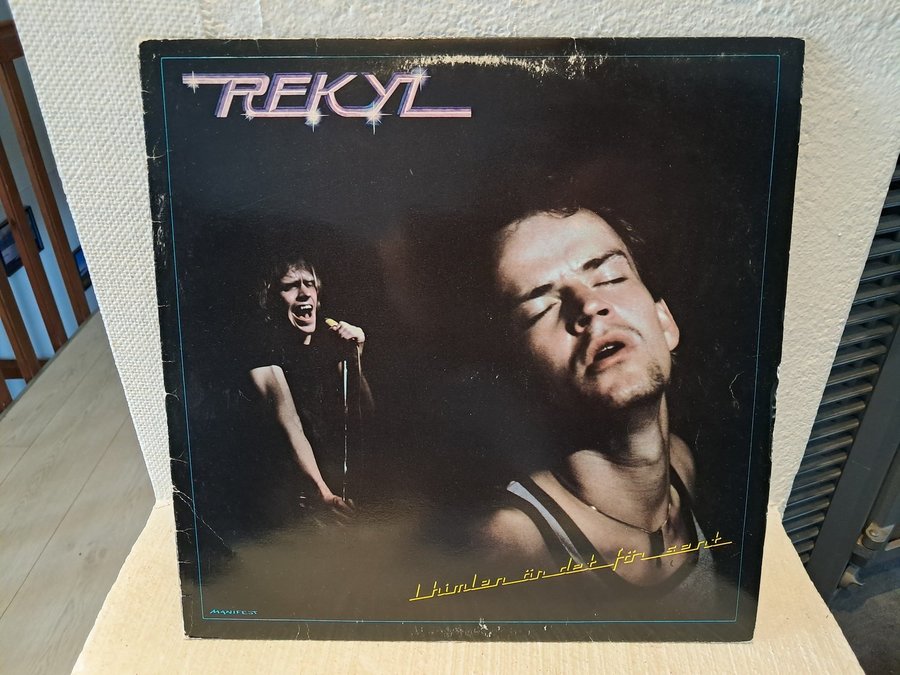 REKYL
I himlen är det för sent
MANIFEST